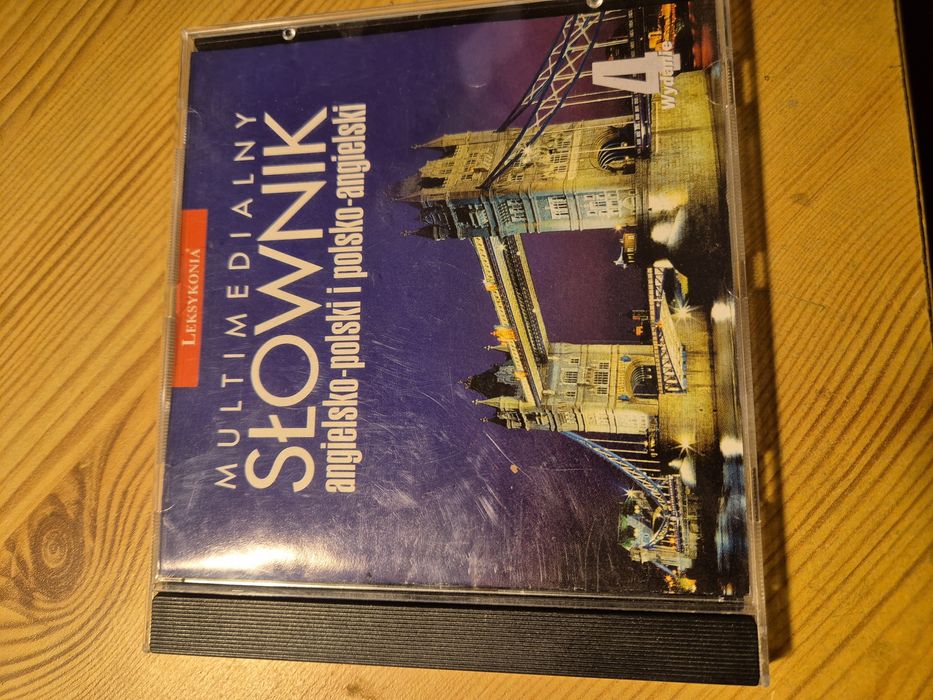 LEKSYKONIA
MULTIMEDIALNY
SŁOWNIK
angielsko-polski i polsko-angielski
4
Wydanie